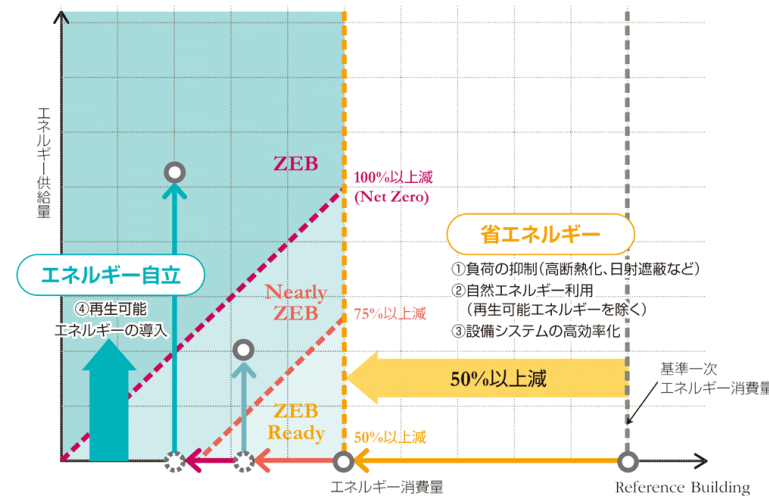 エネルギー供給量
ZEB
100%以上減
(Net Zero)
省エネルギー
①負荷の抑制(高断熱化、日射遮蔽など)
②自然エネルギー利用
(再生可能エネルギーを除く)
③設備システムの高効率化
エネルギー自立
④再生可能
エネルギーの導入
Nearly
ZEB
75%以上減
50%以上減
基準一次
エネルギー消費量
ZEB
Ready
50%以上減
エネルギー消費量
Reference Building